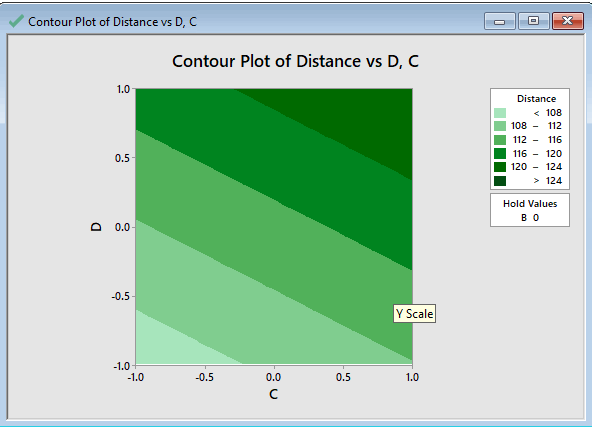 Contour Plot of Distance vs D, C
Contour Plot of Distance vs D, C
1.0
0.5
0.0
-0.5
-1.0
D
-1.0 -0.5 0.0 0.5 1.0
C
Y Scale
Distance
< 108
108 – 112
112 – 116
116 – 120
120 – 124
> 124
Hold Values
B 0